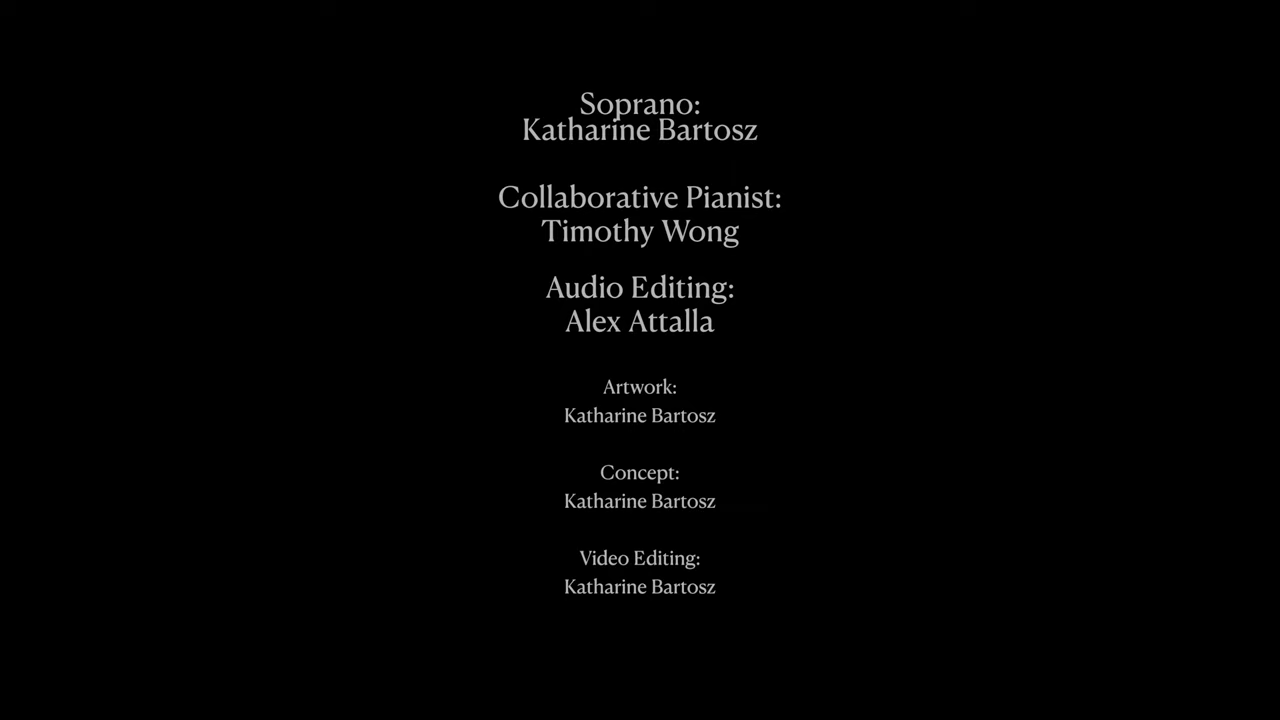 Soprano:
Katharine Bartosz
Collaborative Pianist:
Timothy Wong
Audio Editing:
Alex Attalla
Artwork:
Katharine Bartosz
Concept:
Katharine Bartosz
Video Editing:
Katharine Bartosz